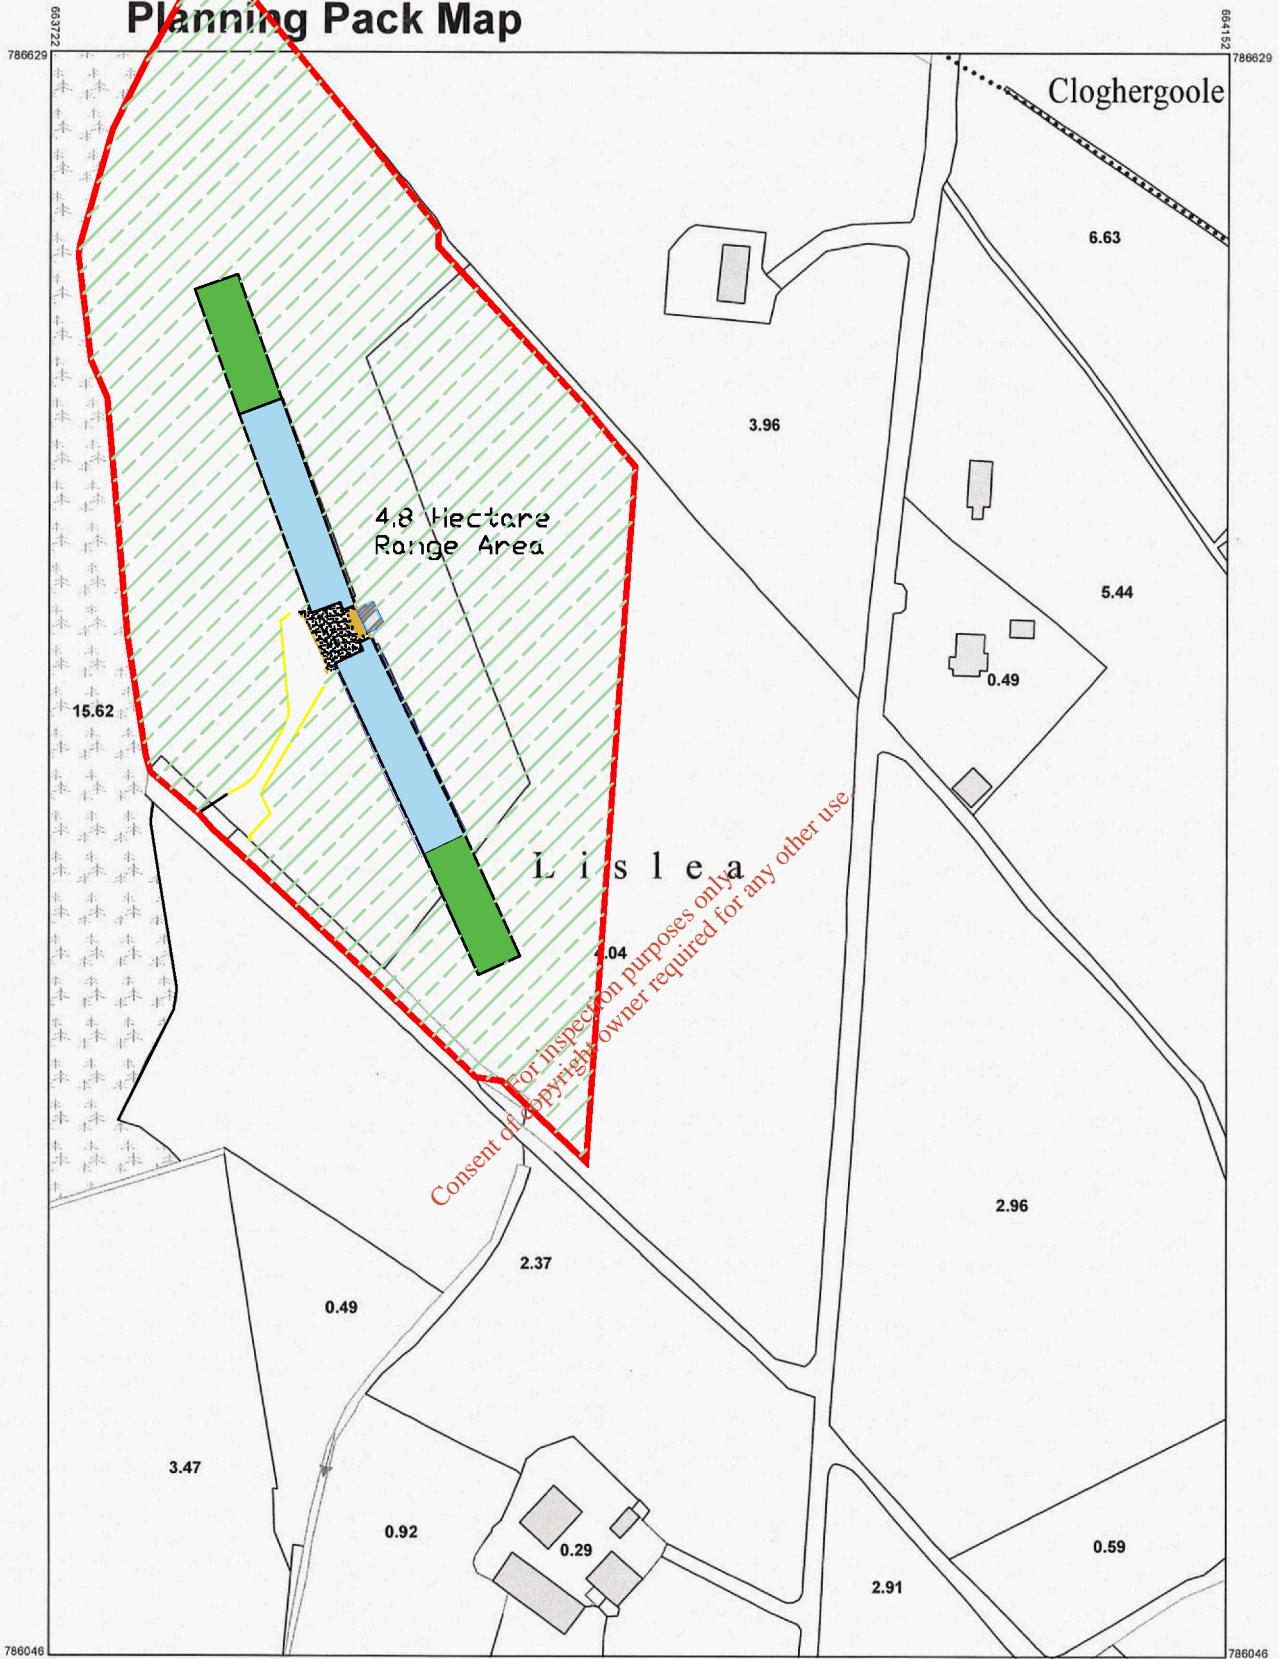 Planning Pack Map
663722
664152
786629
786629
Cloghergoole
6.63
3.96
4.8 Hectare
Range Area
5.44
0.49
15.62
Lislea
4.04
For inspection purposes only.
Consent of copyright owner required for any other use.
2.96
2.37
0.49
3.47
0.92
0.29
0.59
2.91
786046
786046